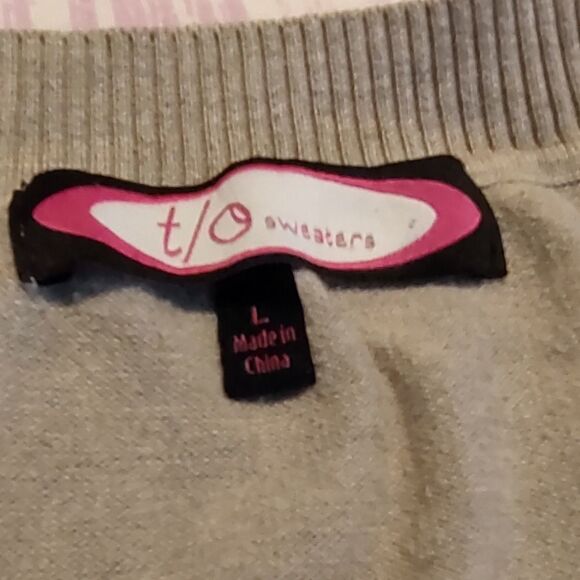 t/o sweaters
L
Made in
China